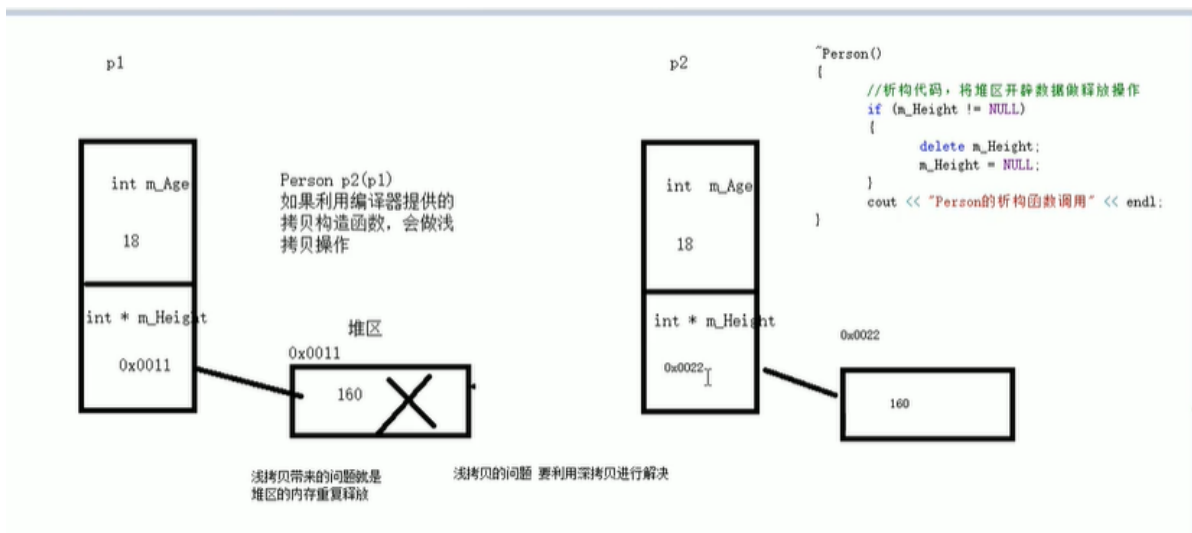 p1
int m_Age
18
int * m_Height
0x0011
Person p2(p1)
如果利用编译器提供的
拷贝构造函数，会做浅
拷贝操作
堆区
0x0011
160
浅拷贝带来的问题就是
堆区的内存重复释放
浅拷贝的问题 要利用深拷贝进行解决
p2
int m_Age
18
int * m_Height
0x0022
0x0022
160
~Person()
{
//析构代码，将堆区开辟数据做释放操作
if (m_Height != NULL)
{
delete m_Height;
m_Height = NULL;
}
cout << "Person的析构函数调用" << endl;
}